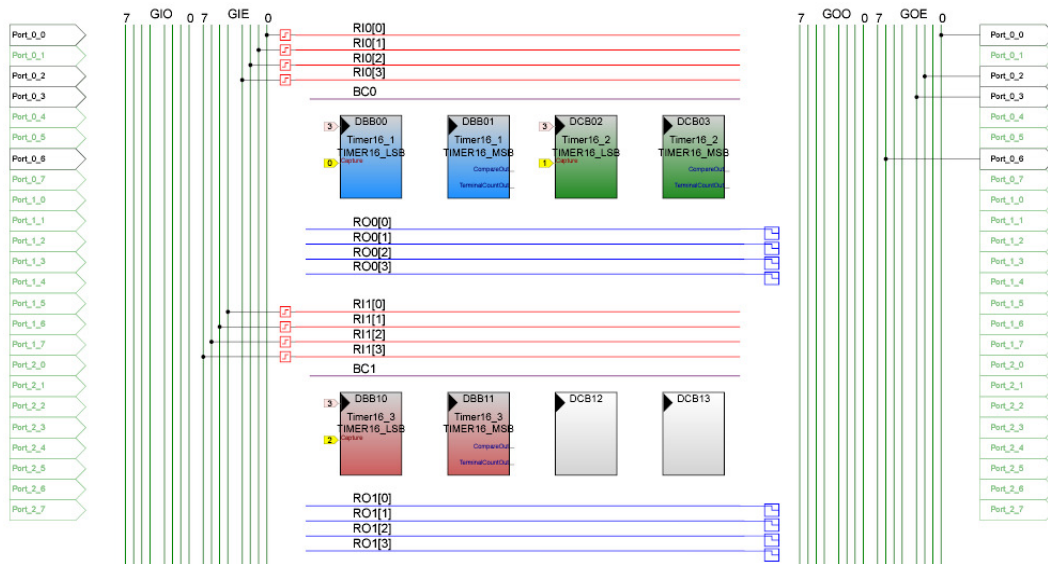 7 GIO 0 7 GIE 0
7 GOO 0 7 GOE 0
Port_0_0
Port_0_1
Port_0_2
Port_0_3
Port_0_4
Port_0_5
Port_0_6
Port_0_7
Port_1_0
Port_1_1
Port_1_2
Port_1_3
Port_1_4
Port_1_5
Port_1_6
Port_1_7
Port_2_0
Port_2_1
Port_2_2
Port_2_3
Port_2_4
Port_2_5
Port_2_6
Port_2_7
RI0[0]
RI0[1]
RI0[2]
RI0[3]
BC0
3
DBB00
Timer16_1
TIMER16_LSB
0
Capture
DBB01
Timer16_1
TIMER16_MSB
CompareOut
TerminalCountOut
3
DCB02
Timer16_2
TIMER16_LSB
1
Capture
DCB03
Timer16_2
TIMER16_MSB
CompareOut
TerminalCountOut
RO0[0]
RO0[1]
RO0[2]
RO0[3]
RI1[0]
RI1[1]
RI1[2]
RI1[3]
BC1
3
DBB10
Timer16_3
TIMER16_LSB
2
Capture
DBB11
Timer16_3
TIMER16_MSB
CompareOut
TerminalCountOut
DCB12
DCB13
RO1[0]
RO1[1]
RO1[2]
RO1[3]
Port_0_0
Port_0_1
Port_0_2
Port_0_3
Port_0_4
Port_0_5
Port_0_6
Port_0_7
Port_1_0
Port_1_1
Port_1_2
Port_1_3
Port_1_4
Port_1_5
Port_1_6
Port_1_7
Port_2_0
Port_2_1
Port_2_2
Port_2_3
Port_2_4
Port_2_5
Port_2_6
Port_2_7